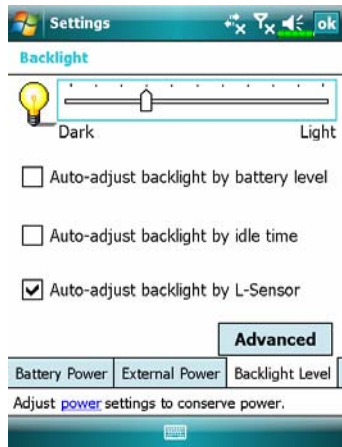 Settings ok
Backlight
Dark Light
Auto-adjust backlight by battery level
Auto-adjust backlight by idle time
Auto-adjust backlight by L-Sensor
Advanced
Battery Power External Power Backlight Level
Adjust power settings to conserve power.